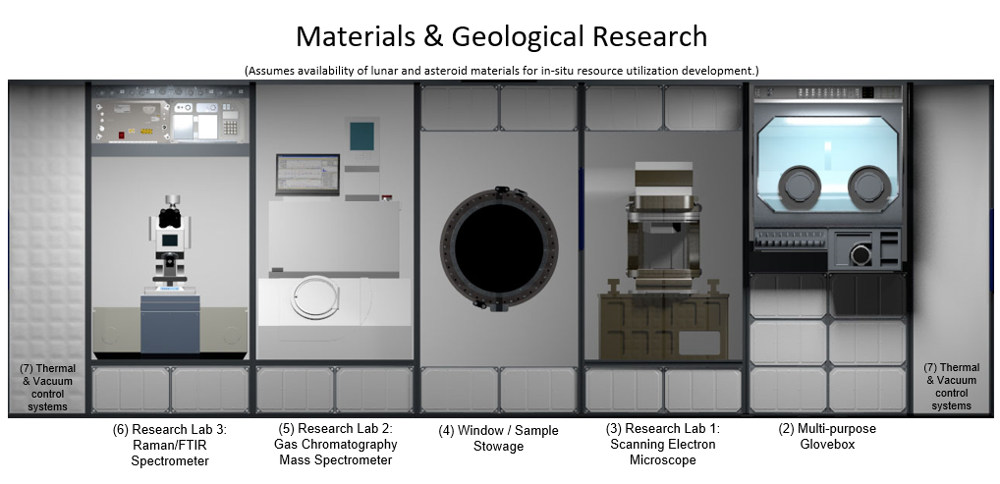 Materials & Geological Research
(Assumes availability of lunar and asteroid materials for in-situ resource utilization development.)
(7) Thermal
& Vacuum
control
systems
(7) Thermal
& Vacuum
control
systems
(6) Research Lab 3:
Raman/FTIR
Spectrometer
(5) Research Lab 2:
Gas Chromatography
Mass Spectrometer
(4) Window / Sample
Stowage
(3) Research Lab 1:
Scanning Electron
Microscope
(2) Multi-purpose
Glovebox